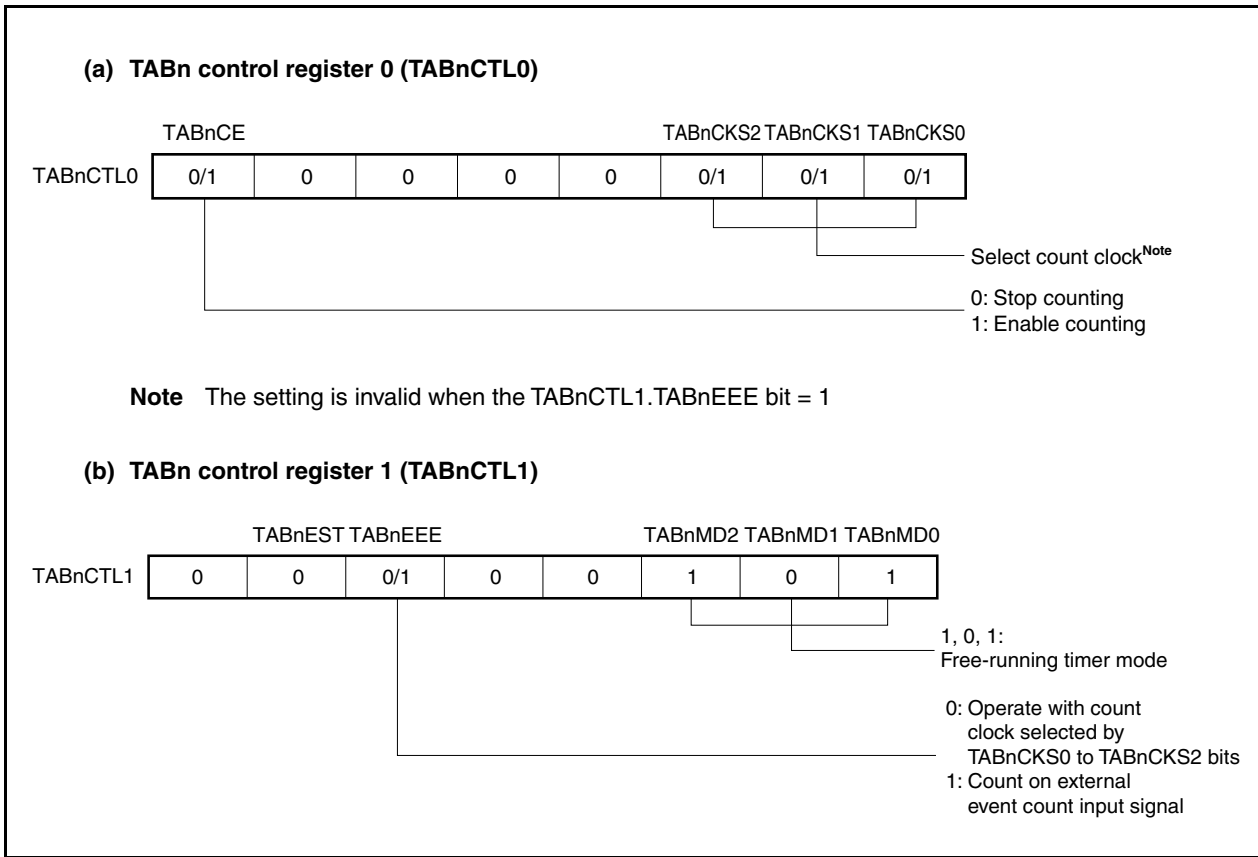 (a) TABn control register 0 (TABnCTL0)
TABnCE TABnCKS2 TABnCKS1 TABnCKS0
TABnCTL0 0/1 0 0 0 0 0/1 0/1 0/1
Select count clockNote
0: Stop counting
1: Enable counting
Note The setting is invalid when the TABnCTL1.TABnEEE bit = 1
(b) TABn control register 1 (TABnCTL1)
TABnEST TABnEEE TABnMD2 TABnMD1 TABnMD0
TABnCTL1 0 0 0/1 0 0 1 0 1
1, 0, 1:
Free-running timer mode
0: Operate with count
clock selected by
TABnCKS0 to TABnCKS2 bits
1: Count on external
event count input signal